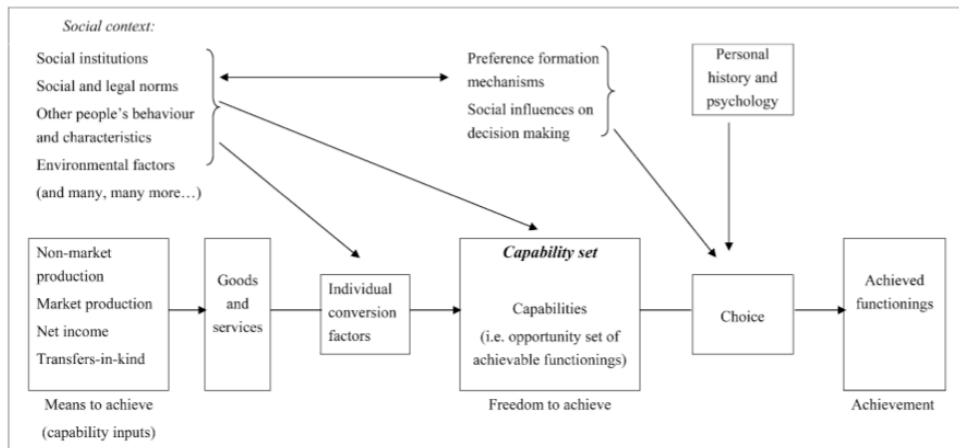 Social context:
Social institutions
Social and legal norms
Other people's behaviour
and characteristics
Environmental factors
(and many, many more…)
Preference formation
mechanisms
Social influences on
decision making
Personal
history and
psychology
Non-market
production
Market production
Net income
Transfers-in-kind
Means to achieve
(capability inputs)
Goods
and
services
Individual
conversion
factors
Capability set
Capabilities
(i.e. opportunity set of
achievable functionings)
Freedom to achieve
Choice
Achieved
functionings
Achievement